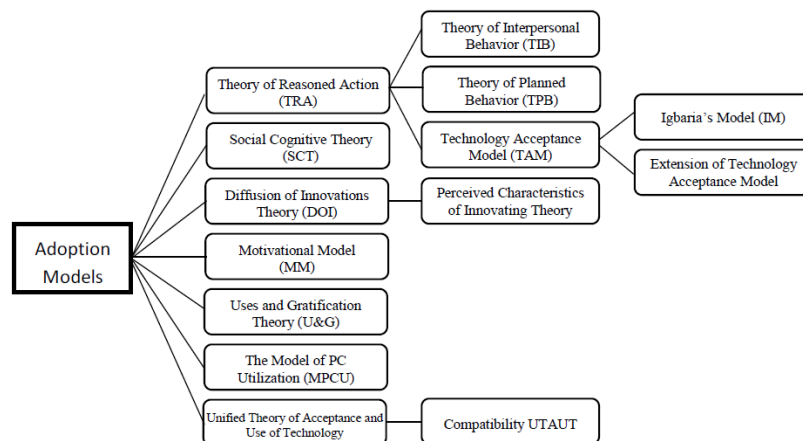 Theory of Interpersonal
Behavior (TIB)
Theory of Reasoned Action
(TRA)
Theory of Planned
Behavior (TPB)
Igbaria's Model (IM)
Social Cognitive Theory
(SCT)
Technology Acceptance
Model (TAM)
Extension of Technology
Acceptance Model
Diffusion of Innovations
Theory (DOI)
Perceived Characteristics
of Innovating Theory
Adoption
Models
Motivational Model
(MM)
Uses and Gratification
Theory (U&G)
The Model of PC
Utilization (MPCU)
Unified Theory of Acceptance and
Use of Technology
Compatibility UTAUT